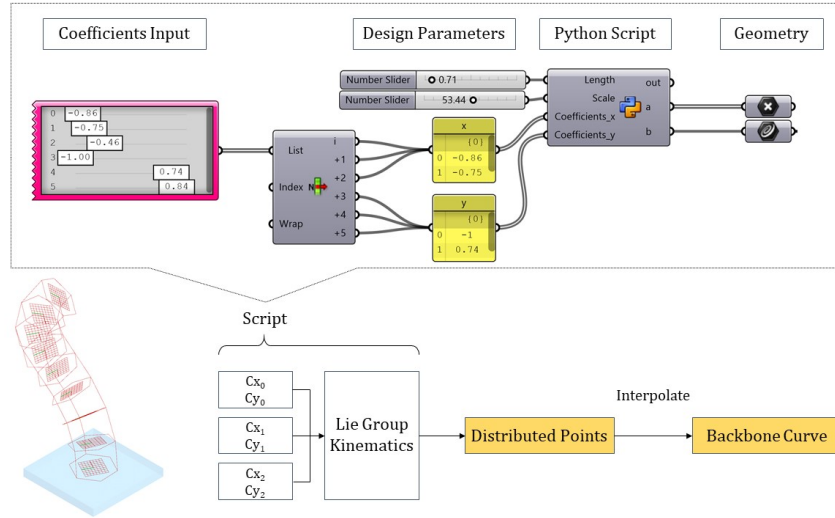 Coefficients Input
Design Parameters
Python Script
Geometry
0 -0.86
1 -0.75
2 -0.46
3 -1.00
4 0.74
5 0.84
List
Index
Wrap
N
i
+1
+2
+3
+4
+5
Number Slider 0.71
Number Slider 53.44
x
{0}
0 -0.86
1 -0.75
y
{0}
0 -1
1 0.74
Length
Scale
Coefficients_x
Coefficients_y
out
a
b
Script
Cx₀
Cy₀
Cx₁
Cy₁
Cx₂
Cy₂
Lie Group
Kinematics
Distributed Points
Interpolate
Backbone Curve